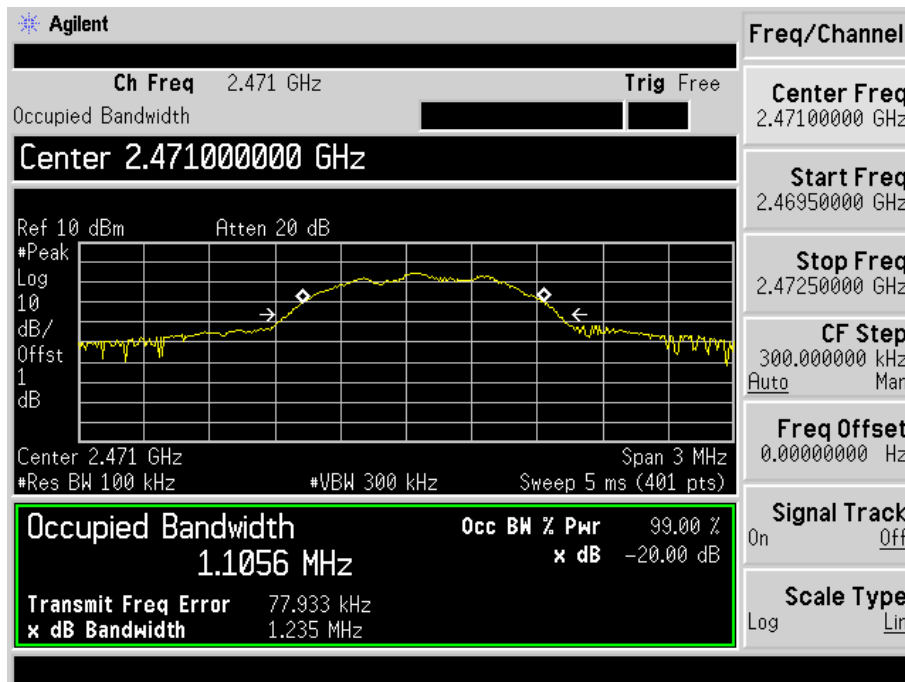 Agilent
Freq/Channel
Ch Freq 2.471 GHz Trig Free
Occupied Bandwidth
Center 2.471000000 GHz
Ref 10 dBm Atten 20 dB
#Peak
Log
10
dB/
Offst
1
dB
Center 2.471 GHz Span 3 MHz
#Res BW 100 kHz #VBW 300 kHz Sweep 5 ms (401 pts)
Occupied Bandwidth
1.1056 MHz
Occ BW % Pwr 99.00 %
x dB -20.00 dB
Transmit Freq Error 77.933 kHz
x dB Bandwidth 1.235 MHz
Center Freq
2.47100000 GHz
Start Freq
2.46950000 GHz
Stop Freq
2.47250000 GHz
CF Step
300.000000 kHz
Auto Man
Freq Offset
0.00000000 Hz
Signal Track
On Off
Scale Type
Log Lin